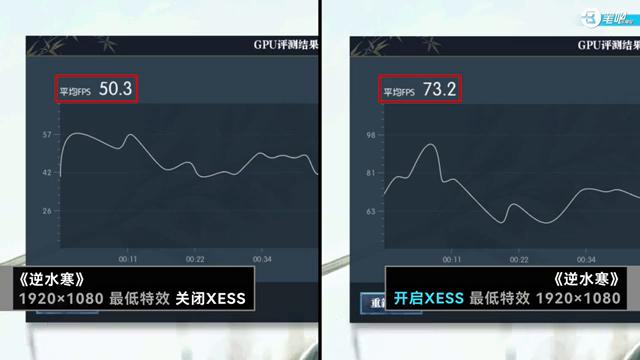 笔吧
GPU评测结果
平均FPS 50.3
57
42
26
00:11 00:22 00:34
《逆水寒》
1920×1080 最低特效 关闭XESS
GPU评测结
平均FPS 73.2
98
81
63
00:11 00:22 00:34
重新
《逆水寒》
开启XESS 最低特效 1920×1080